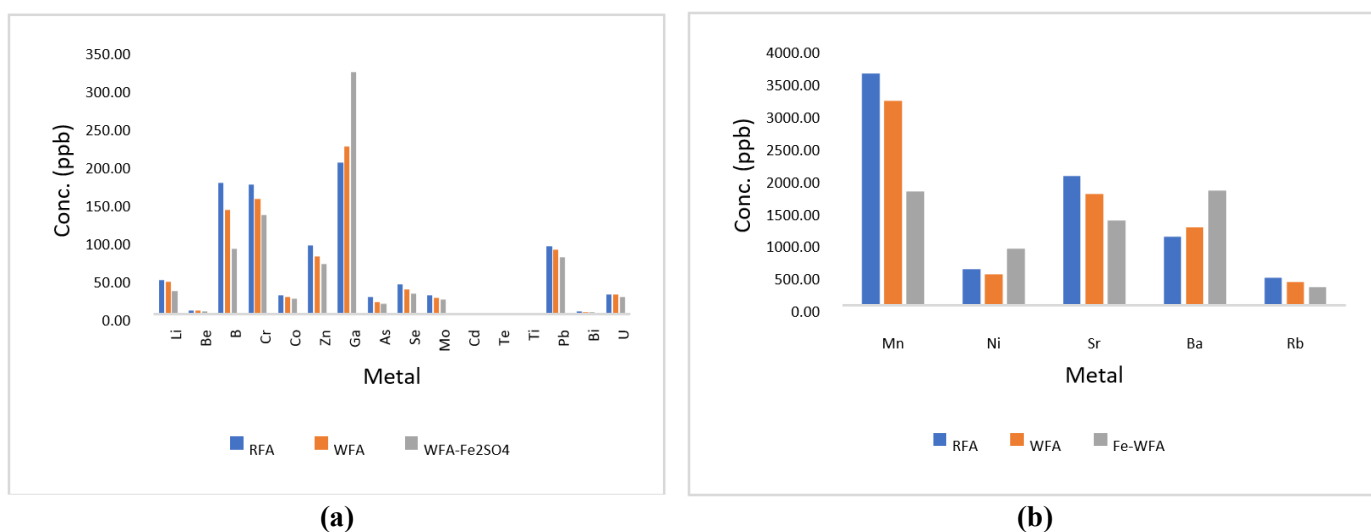 350.00
300.00
250.00
200.00
150.00
100.00
50.00
0.00
Conc. (ppb)
Li Be B Cr Co Zn Ga As Se Mo Cd Te Ti Pb Bi U
Metal
RFA WFA WFA-Fe2SO4
(a)
4000.00
3500.00
3000.00
2500.00
2000.00
1500.00
1000.00
500.00
0.00
Conc. (ppb)
Mn Ni Sr Ba Rb
Metal
RFA WFA Fe-WFA
(b)